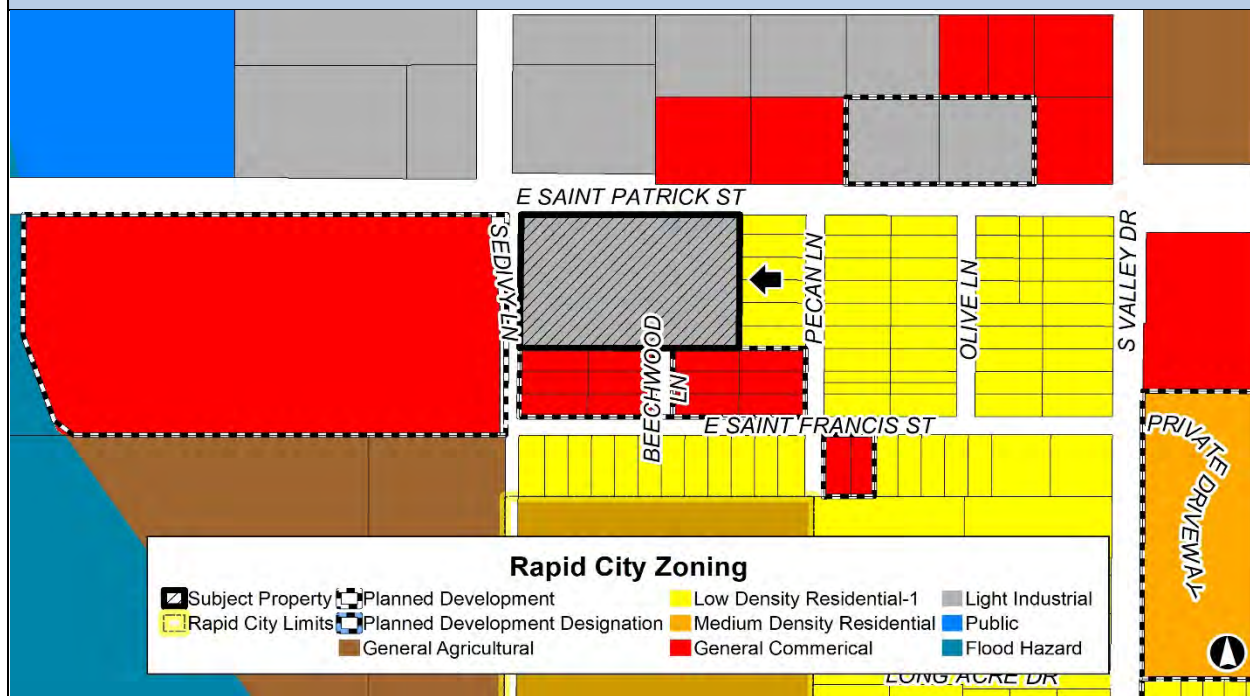 E SAINT PATRICK ST
SEDIVY LN
BEECHWOOD
LN
PECAN LN
OLIVE LN
S VALLEY DR
E SAINT FRANCIS ST
PRIVATE DRIVEWAY
Rapid City Zoning
Subject Property
Planned Development
Low Density Residential-1
Light Industrial
Rapid City Limits
Planned Development Designation
Medium Density Residential
Public
General Agricultural
General Commerical
Flood Hazard
LONG ACRE DR